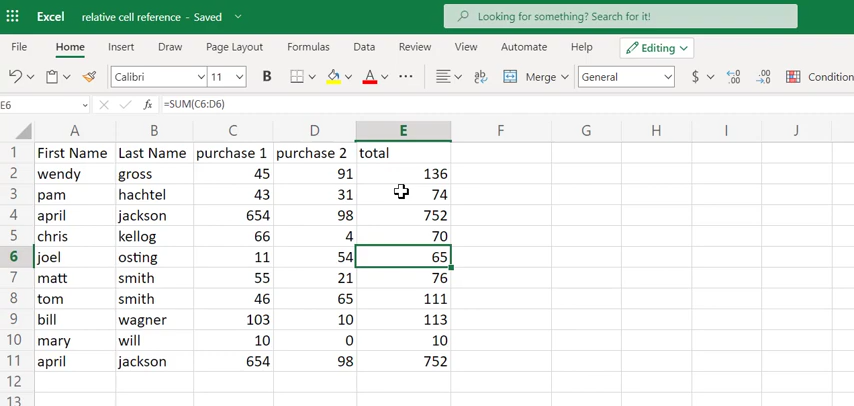 Excel relative cell reference - Saved Looking for something? Search for it!
File Home Insert Draw Page Layout Formulas Data Review View Automate Help Editing
Calibri 11 B A ... ab Merge General $ .00 .00 Condition
E6 fx =SUM(C6:D6)
A B C D E F G H I J
1 First Name Last Name purchase 1 purchase 2 total
2 wendy gross 45 91 136
3 pam hachtel 43 31 74
4 april jackson 654 98 752
5 chris kellog 66 4 70
6 joel osting 11 54 65
7 matt smith 55 21 76
8 tom smith 46 65 111
9 bill wagner 103 10 113
10 mary will 10 0 10
11 april jackson 654 98 752
12
13